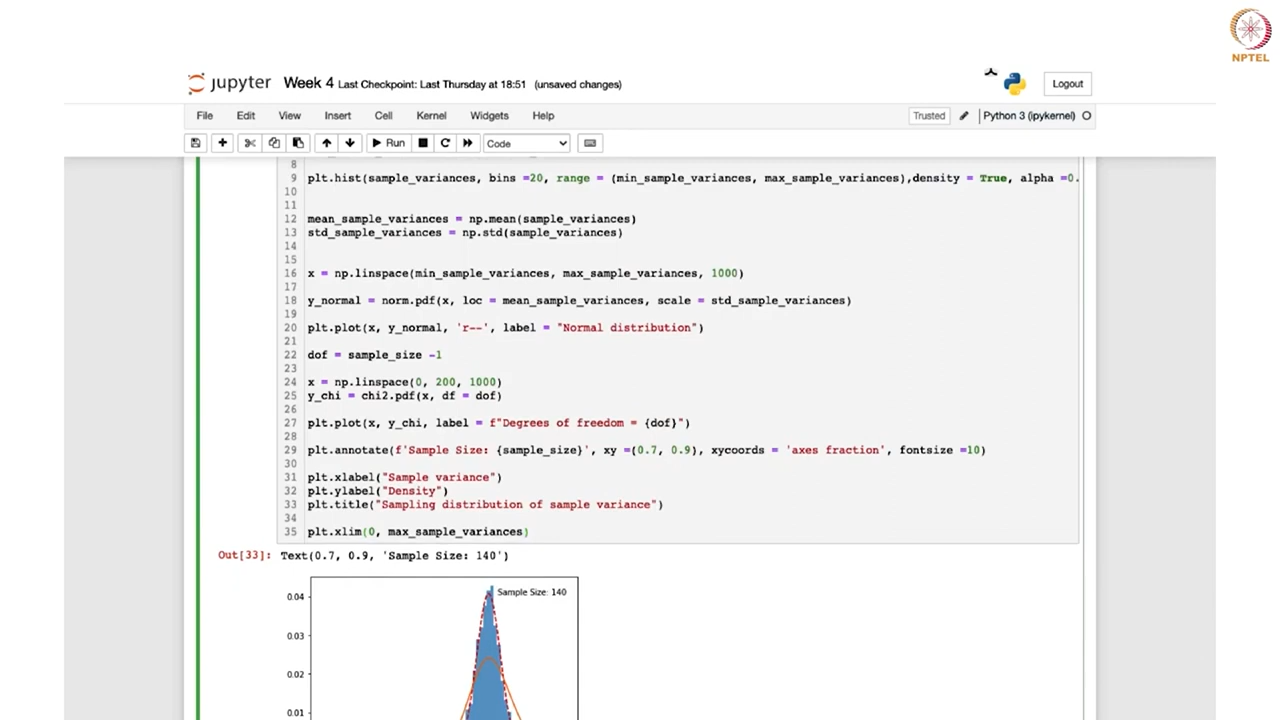 NPTEL
jupyter Week 4 Last Checkpoint: Last Thursday at 18:51 (unsaved changes)
Logout
File Edit View Insert Cell Kernel Widgets Help
Trusted Python 3 (ipykernel)
Run Code
8
9 plt.hist(sample_variances, bins =20, range = (min_sample_variances, max_sample_variances),density = True, alpha =0.
10
11
12 mean_sample_variances = np.mean(sample_variances)
13 std_sample_variances = np.std(sample_variances)
14
15
16 x = np.linspace(min_sample_variances, max_sample_variances, 1000)
17
18 y_normal = norm.pdf(x, loc = mean_sample_variances, scale = std_sample_variances)
19
20 plt.plot(x, y_normal, 'r--', label = "Normal distribution")
21
22 dof = sample_size -1
23
24 x = np.linspace(0, 200, 1000)
25 y_chi = chi2.pdf(x, df = dof)
26
27 plt.plot(x, y_chi, label = f"Degrees of freedom = {dof}")
28
29 plt.annotate(f'Sample Size: {sample_size}', xy =(0.7, 0.9), xycoords = 'axes fraction', fontsize =10)
30
31 plt.xlabel("Sample variance")
32 plt.ylabel("Density")
33 plt.title("Sampling distribution of sample variance")
34
35 plt.xlim(0, max_sample_variances)
Out[33]: Text(0.7, 0.9, 'Sample Size: 140')
Sample Size: 140
0.04
0.03
0.02
0.01